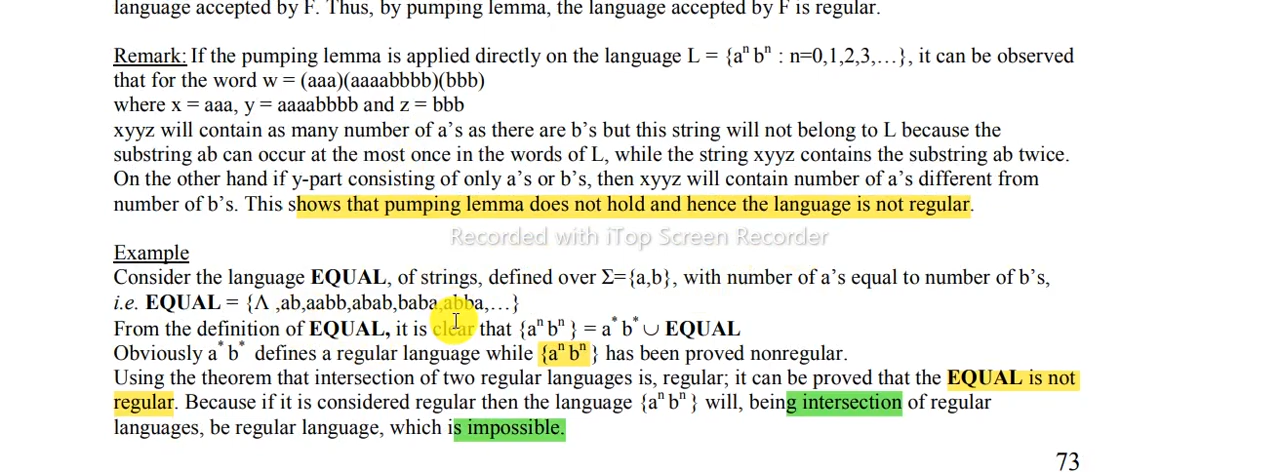 language accepted by F. Thus, by pumping lemma, the language accepted by F is regular.
Remark: If the pumping lemma is applied directly on the language L = {aⁿ bⁿ : n=0,1,2,3,…}, it can be observed
that for the word w = (aaa)(aaaabbbb)(bbb)
where x = aaa, y = aaaabbbb and z = bbb
xyyz will contain as many number of a's as there are b's but this string will not belong to L because the
substring ab can occur at the most once in the words of L, while the string xyyz contains the substring ab twice.
On the other hand if y-part consisting of only a's or b's, then xyyz will contain number of a's different from
number of b's. This shows that pumping lemma does not hold and hence the language is not regular.
Recorded with iTop Screen Recorder
Example
Consider the language EQUAL, of strings, defined over Σ={a,b}, with number of a's equal to number of b's,
i.e. EQUAL = {Λ ,ab,aabb,abab,baba,abba,…}
From the definition of EQUAL, it is clear that {aⁿ bⁿ } = a* b* ∪ EQUAL
Obviously a* b* defines a regular language while {aⁿ bⁿ } has been proved nonregular.
Using the theorem that intersection of two regular languages is, regular; it can be proved that the EQUAL is not
regular. Because if it is considered regular then the language {aⁿ bⁿ } will, being intersection of regular
languages, be regular language, which is impossible.
73